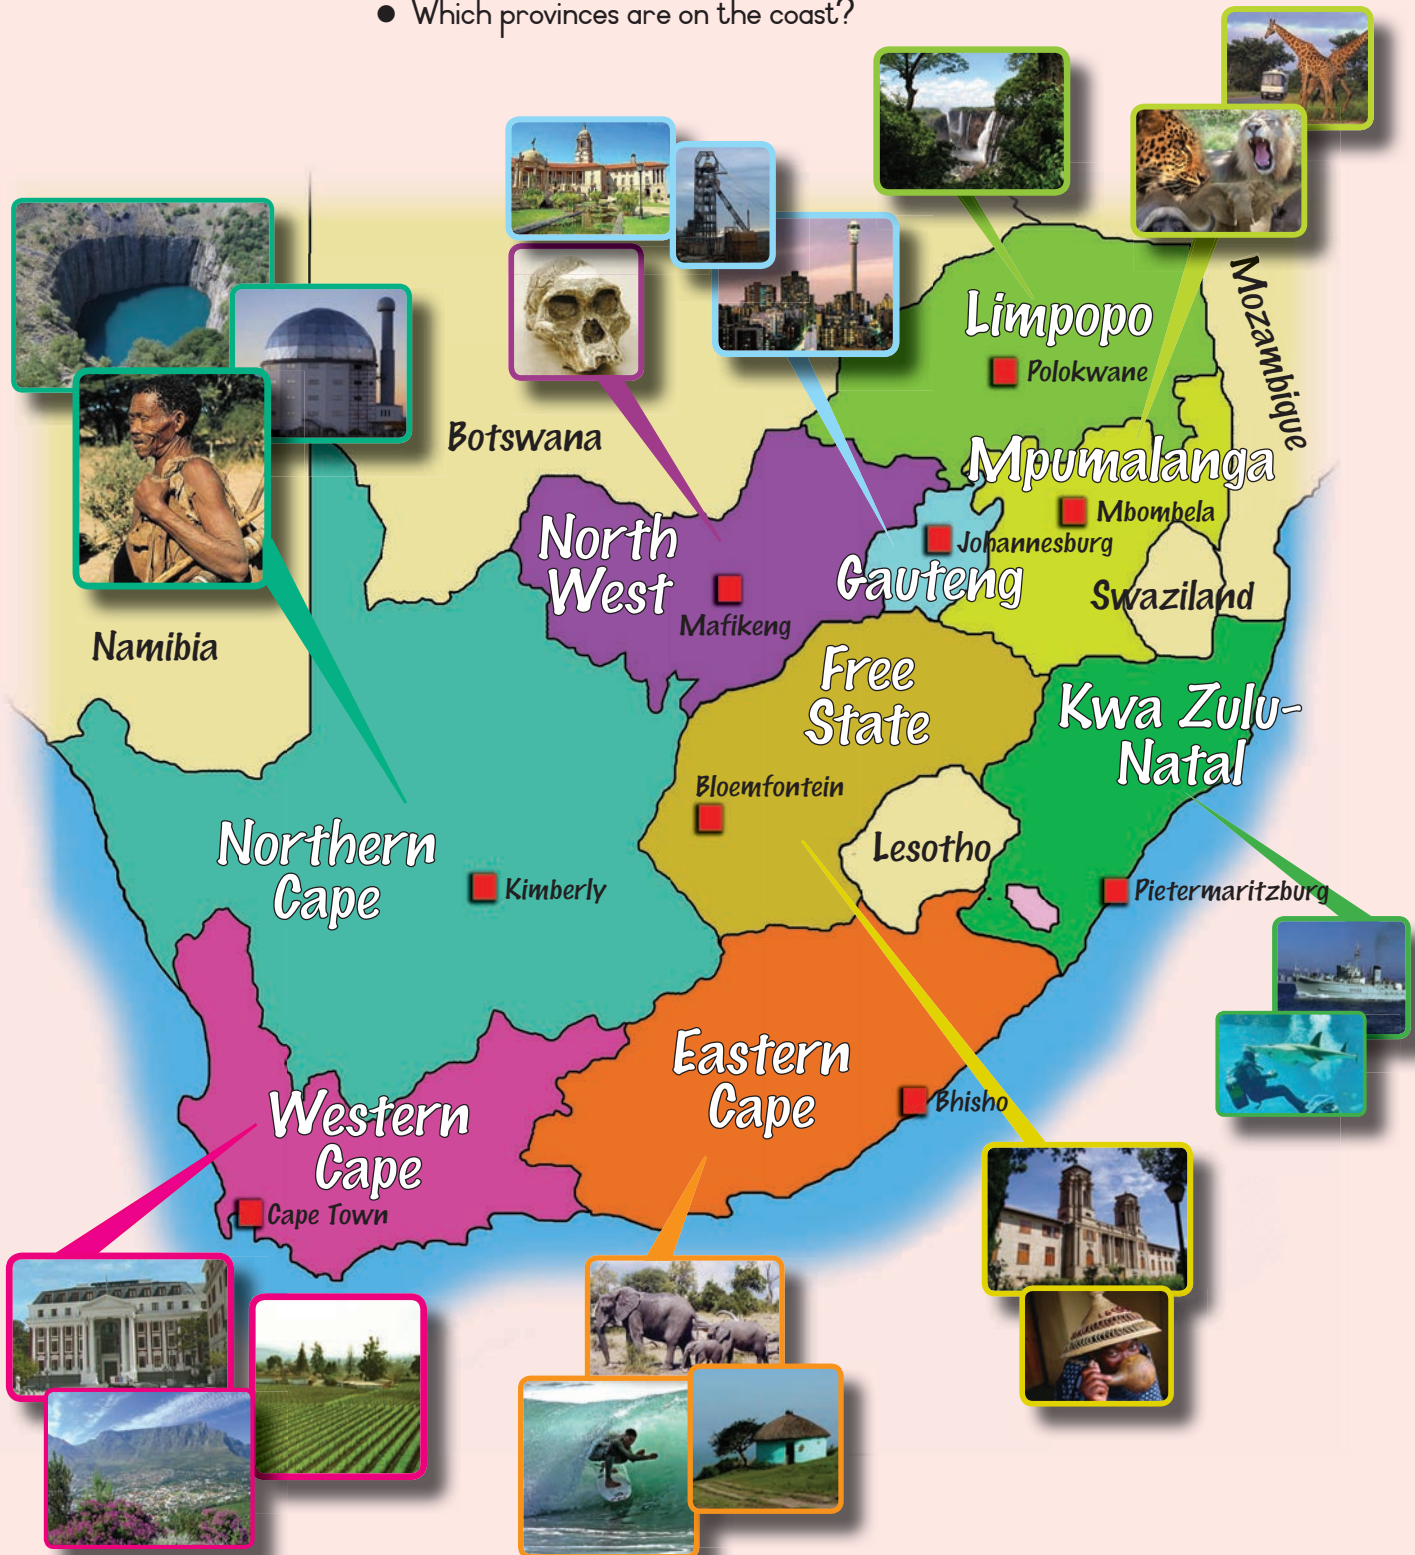 ● Which provinces are on the coast?
Limpopo
Polokwane
Mozambique
Botswana
Mpumalanga
Mbombela
North
West
Mafikeng
Johannesburg
Gauteng
Swaziland
Namibia
Free
State
Kwa Zulu-
Natal
Bloemfontein
Lesotho
Northern
Cape
Kimberly
Pietermaritzburg
Eastern
Cape
Bhisho
Western
Cape
Cape Town